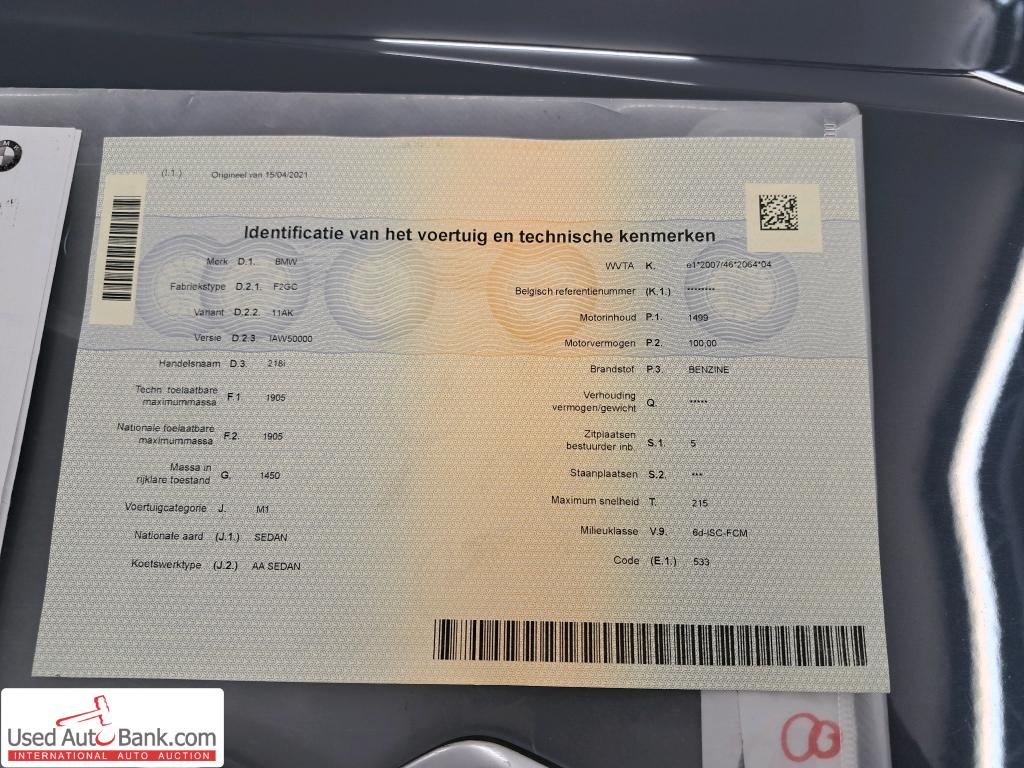 (I.1.) Origineel van 15/04/2021
Identificatie van het voertuig en technische kenmerken
Merk D.1. BMW
Fabriekstype D.2.1. F2GC
Variant D.2.2. 11AK
Versie D.2.3 IAW50000
Handelsnaam D.3. 218i
Techn. toelaatbare
maximummassa F.1 1905
Nationale toelaatbare
maximummassa F.2. 1905
Massa in
rijklare toestand G. 1450
Voertuigcategorie J. M1
Nationale aard (J.1.) SEDAN
Koetswerktype (J.2.) AA SEDAN
WVTA K. e1*2007/46*2064*04
Belgisch referentienummer (K.1.) ********
Motorinhoud P.1. 1499
Motorvermogen P.2. 100.00
Brandstof P.3. BENZINE
Verhouding
vermogen/gewicht Q. *****
Zitplaatsen
bestuurder inb. S.1. 5
Staanplaatsen S.2. ***
Maximum snelheid T. 215
Milieuklasse V.9. 6d-ISC-FCM
Code (E.1.) 533
UsedAutoBank.com
INTERNATIONAL AUTO AUCTION